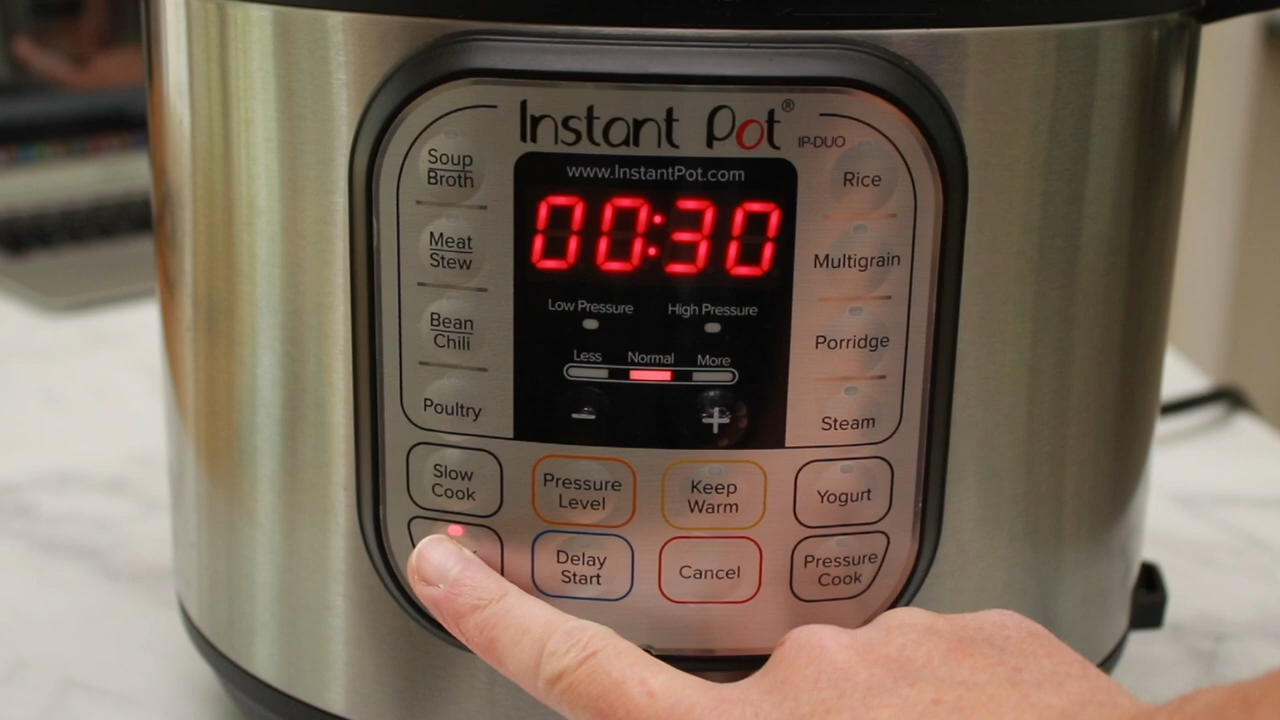 Instant Pot®
IP-DUO
www.InstantPot.com
00:30
Low Pressure
High Pressure
Less
Normal
More
−
+
Soup
Broth
Meat
Stew
Bean
Chili
Poultry
Rice
Multigrain
Porridge
Steam
Slow
Cook
Pressure
Level
Keep
Warm
Yogurt
Delay
Start
Cancel
Pressure
Cook